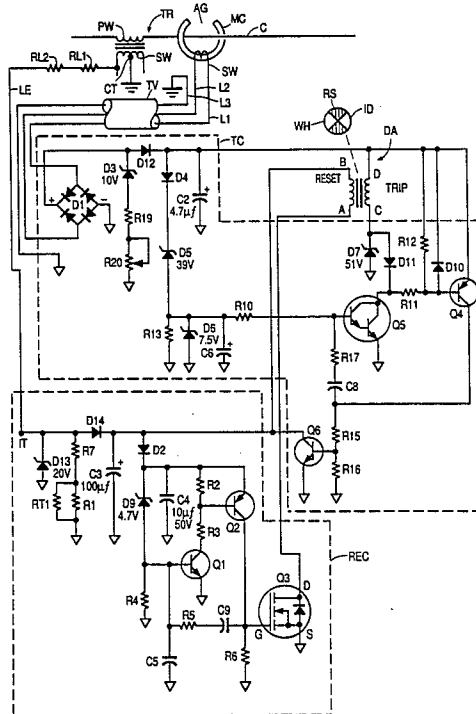 AG
MC
TR
PW
C
RL2
RL1
SW
SW
LE
CT
TV
L2
L3
L1
RS
ID
WH
TC
DA
D12
B
D
D3
10V
D4
RESET
TRIP
+
D1
-
C2
4.7µf
+
A
C
R19
R12
D5
39V
D7
51V
D11
D10
R20
R11
Q4
R10
Q5
R13
D6
7.5V
C6
+
R17
C8
Q6
D14
IT
R15
R7
D2
R16
D13
20V
C3
100µf
+
R2
D9
4.7V
C4
10µf
50V
Q2
RT1
R1
R3
REC
Q1
Q3
D
R4
R5
C9
G
S
C5
R6